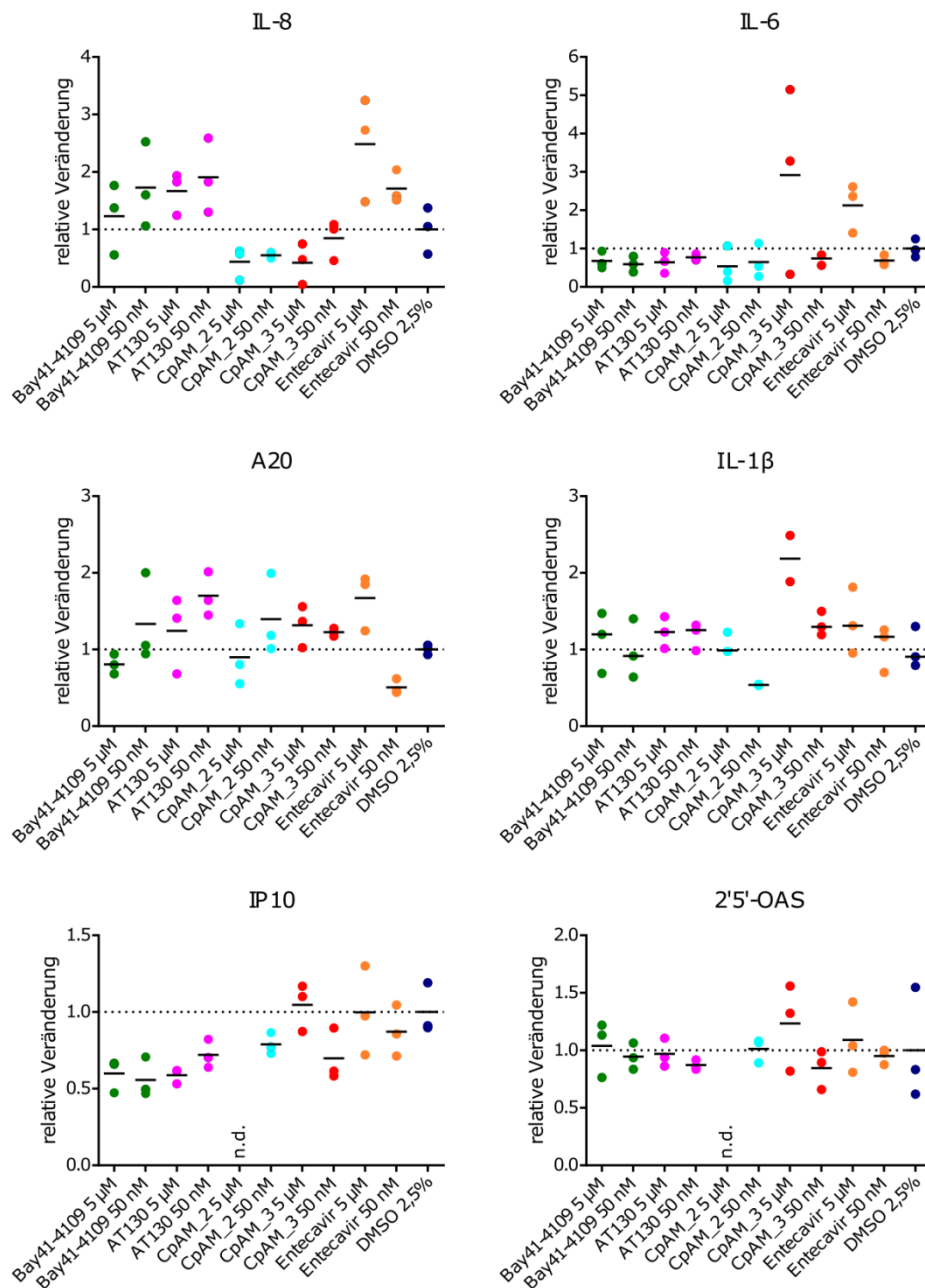 IL-8
relative Veränderung
4
3
2
1
0
Bay41-4109 5 µM
Bay41-4109 50 nM
AT130 5 µM
AT130 50 nM
CpAM_2 5 µM
CpAM_2 50 nM
CpAM_3 5 µM
CpAM_3 50 nM
Entecavir 5 µM
Entecavir 50 nM
DMSO 2,5%
IL-6
relative Veränderung
6
5
4
3
2
1
0
Bay41-4109 5 µM
Bay41-4109 50 nM
AT130 5 µM
AT130 50 nM
CpAM_2 5 µM
CpAM_2 50 nM
CpAM_3 5 µM
CpAM_3 50 nM
Entecavir 5 µM
Entecavir 50 nM
DMSO 2,5%
A20
relative Veränderung
3
2
1
0
Bay41-4109 5 µM
Bay41-4109 50 nM
AT130 5 µM
AT130 50 nM
CpAM_2 5 µM
CpAM_2 50 nM
CpAM_3 5 µM
CpAM_3 50 nM
Entecavir 5 µM
Entecavir 50 nM
DMSO 2,5%
IL-1β
relative Veränderung
3
2
1
0
Bay41-4109 5 µM
Bay41-4109 50 nM
AT130 5 µM
AT130 50 nM
CpAM_2 5 µM
CpAM_2 50 nM
CpAM_3 5 µM
CpAM_3 50 nM
Entecavir 5 µM
Entecavir 50 nM
DMSO 2,5%
IP10
relative Veränderung
1.5
1.0
0.5
0.0
n.d.
Bay41-4109 5 µM
Bay41-4109 50 nM
AT130 5 µM
AT130 50 nM
CpAM_2 5 µM
CpAM_2 50 nM
CpAM_3 5 µM
CpAM_3 50 nM
Entecavir 5 µM
Entecavir 50 nM
DMSO 2,5%
2'5'-OAS
relative Veränderung
2.0
1.5
1.0
0.5
0.0
n.d.
Bay41-4109 5 µM
Bay41-4109 50 nM
AT130 5 µM
AT130 50 nM
CpAM_2 5 µM
CpAM_2 50 nM
CpAM_3 5 µM
CpAM_3 50 nM
Entecavir 5 µM
Entecavir 50 nM
DMSO 2,5%